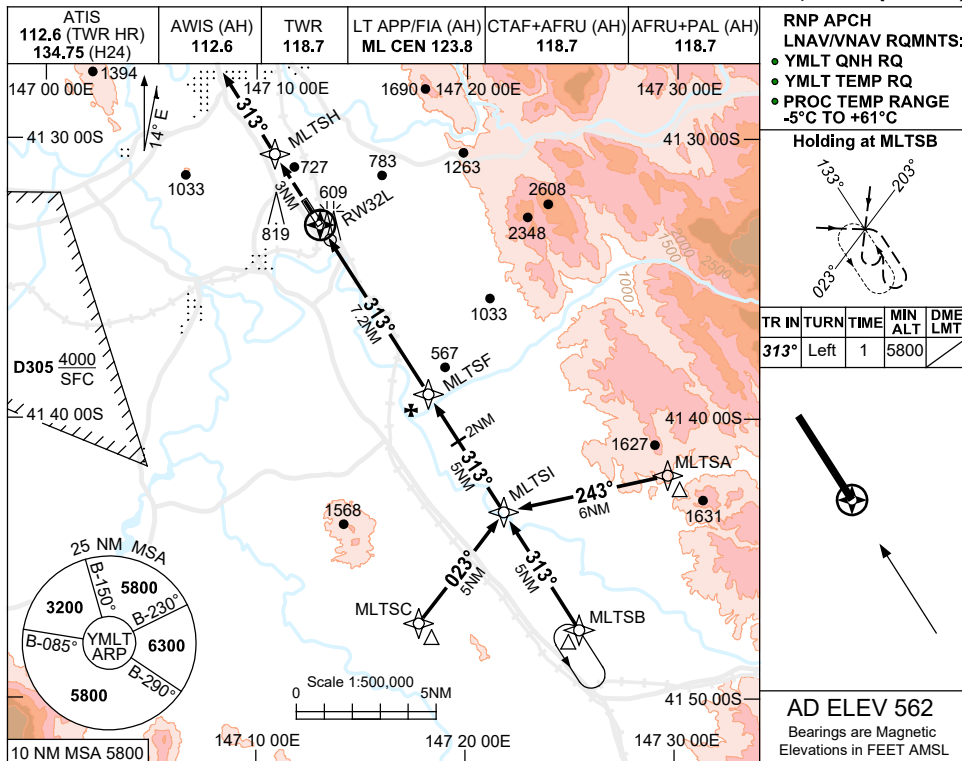 ATIS
112.6 (TWR HR)
134.75 (H24)
AWIS (AH)
112.6
TWR
118.7
LT APP/FIA (AH)
ML CEN 123.8
CTAF+AFRU (AH)
118.7
AFRU+PAL (AH)
118.7
RNP APCH
LNAV/VNAV RQMNTS:
YMLT QNH RQ
YMLT TEMP RQ
PROC TEMP RANGE
-5°C TO +61°C
147 00 00E
1394
147 10 00E
1690
147 20 00E
147 30 00E
14° E
41 30 00S
313°
MLTSH
41 30 00S
1033
3NM
727
783
1263
609
819
RW32L
2608
2348
2000
1500
2500
1000
1033
313°
7.2NM
567
D305 4000
SFC
MLTSF
41 40 00S
41 40 00S
2NM
313°
5NM
1627
MLTSA
MLTSI
243°
6NM
1631
1568
023°
5NM
313°
5NM
MLTSC
MLTSB
25 NM MSA
B-150°
5800
B-230°
3200
YMLT
ARP
6300
B-085°
B-290°
5800
Scale 1:500,000
0
5NM
41 50 00S
10 NM MSA 5800
147 10 00E
147 20 00E
147 30 00E
Holding at MLTSB
133°
203°
023°
TR IN
TURN
TIME
MIN
ALT
DME
LMT
313°
Left
1
5800
AD ELEV 562
Bearings are Magnetic
Elevations in FEET AMSL